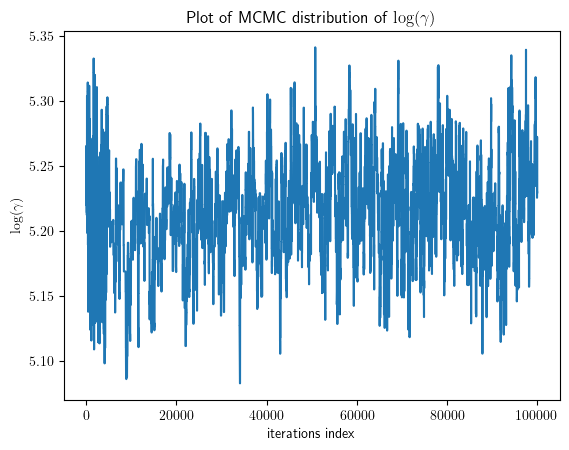 Plot of MCMC distribution of log(γ)
5.35
5.30
5.25
5.20
5.15
5.10
log(γ)
0 20000 40000 60000 80000 100000
iterations index